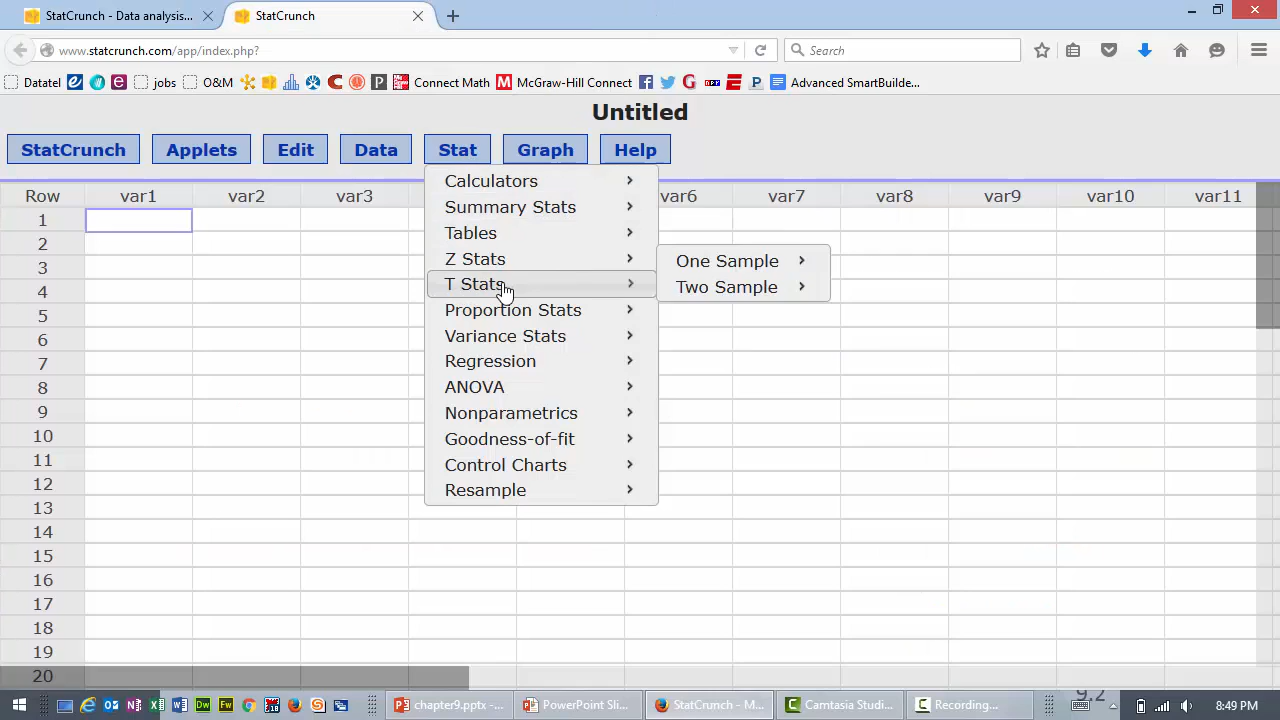 StatCrunch - Data analysis...
StatCrunch
www.statcrunch.com/app/index.php?
Search
Datatel
jobs
O&M
Connect Math
McGraw-Hill Connect
Advanced SmartBuilde...
Untitled
StatCrunch Applets Edit Data Stat Graph Help
Row var1 var2 var3 var6 var7 var8 var9 var10 var11
Calculators
Summary Stats
Tables
Z Stats
T Stats
Proportion Stats
Variance Stats
Regression
ANOVA
Nonparametrics
Goodness-of-fit
Control Charts
Resample
One Sample
Two Sample
1
2
3
4
5
6
7
8
9
10
11
12
13
14
15
16
17
18
19
20
chapter9.pptx -...
PowerPoint Sli...
StatCrunch - M...
Camtasia Studi...
Recording...
9.2
8:49 PM